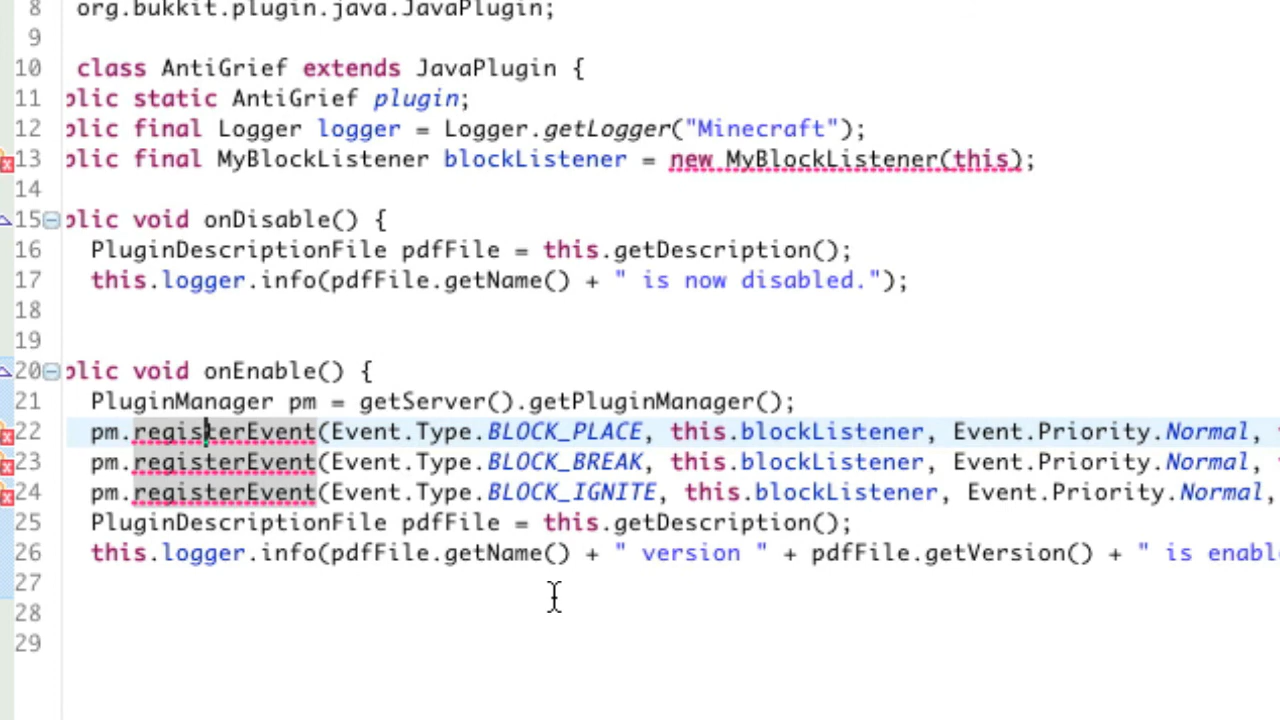 8 org.bukkit.plugin.java.JavaPlugin;
9
10 class AntiGrief extends JavaPlugin {
11 blic static AntiGrief plugin;
12 blic final Logger logger = Logger.getLogger("Minecraft");
13 blic final MyBlockListener blockListener = new MyBlockListener(this);
14
15 blic void onDisable() {
16 PluginDescriptionFile pdfFile = this.getDescription();
17 this.logger.info(pdfFile.getName() + " is now disabled.");
18
19
20 blic void onEnable() {
21 PluginManager pm = getServer().getPluginManager();
22 pm.registerEvent(Event.Type.BLOCK_PLACE, this.blockListener, Event.Priority.Normal,
23 pm.registerEvent(Event.Type.BLOCK_BREAK, this.blockListener, Event.Priority.Normal,
24 pm.registerEvent(Event.Type.BLOCK_IGNITE, this.blockListener, Event.Priority.Normal,
25 PluginDescriptionFile pdfFile = this.getDescription();
26 this.logger.info(pdfFile.getName() + " version " + pdfFile.getVersion() + " is enabl
27
28
29